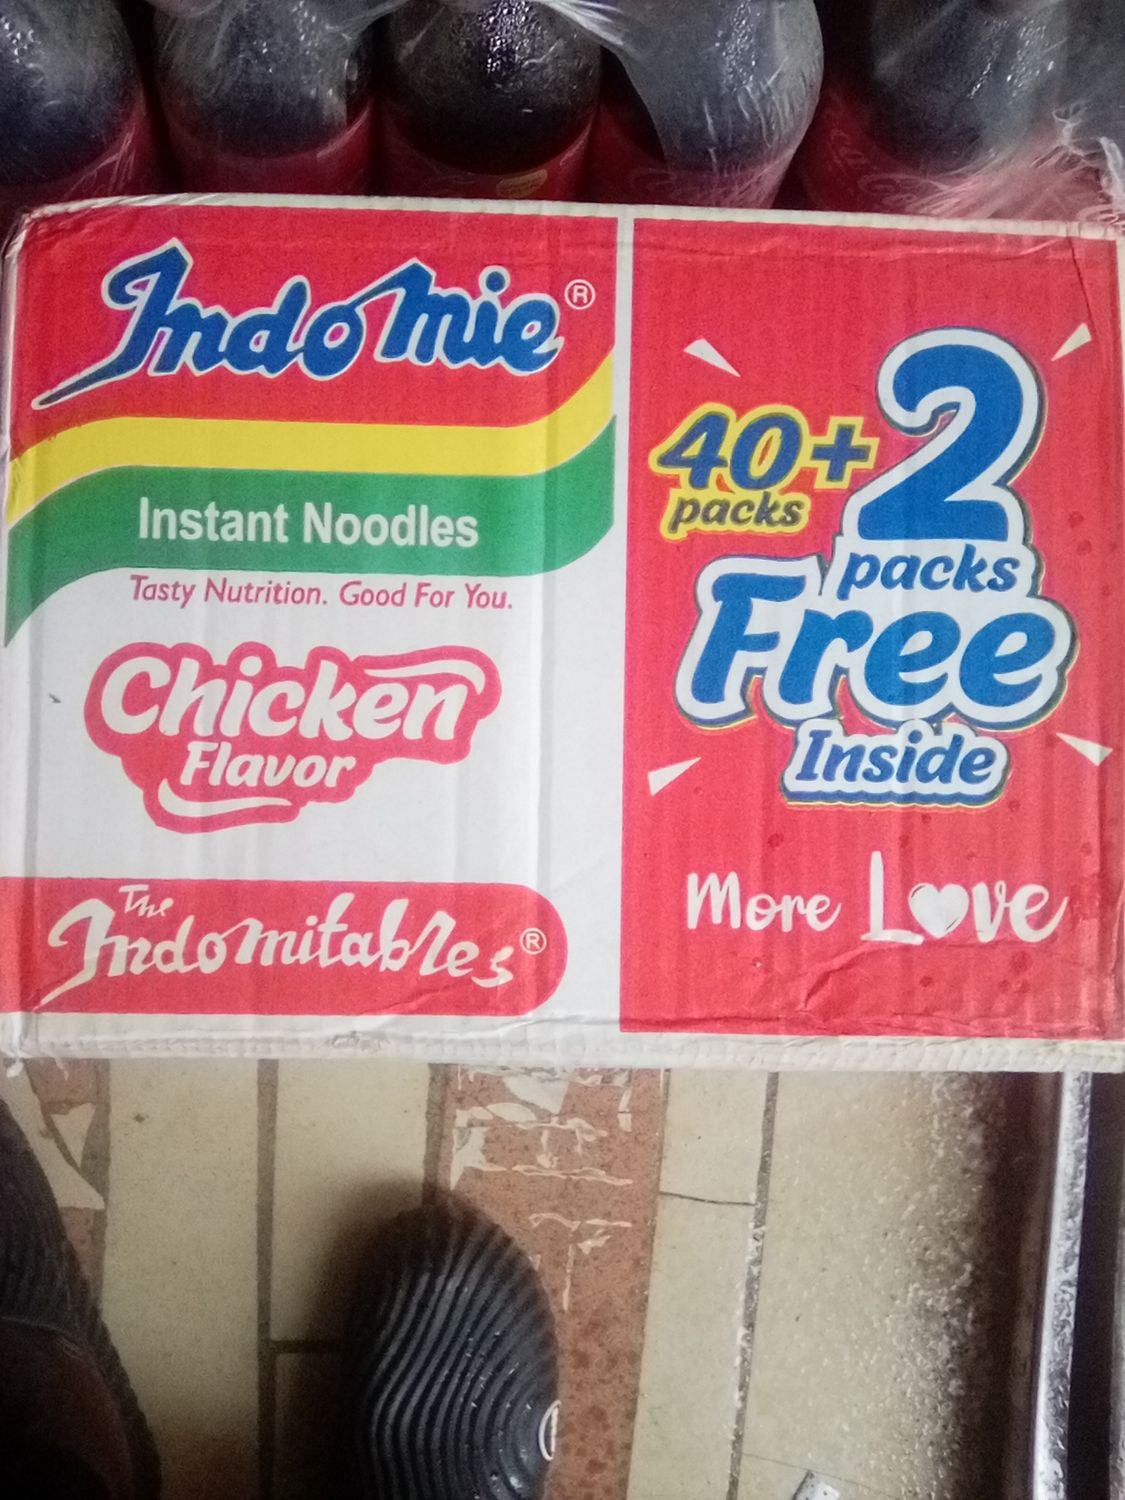 Indomie®
Instant Noodles
Tasty Nutrition. Good For You.
Chicken
Flavor
The
Indomitables®
40+2
packs
packs
Free
Inside
More Love